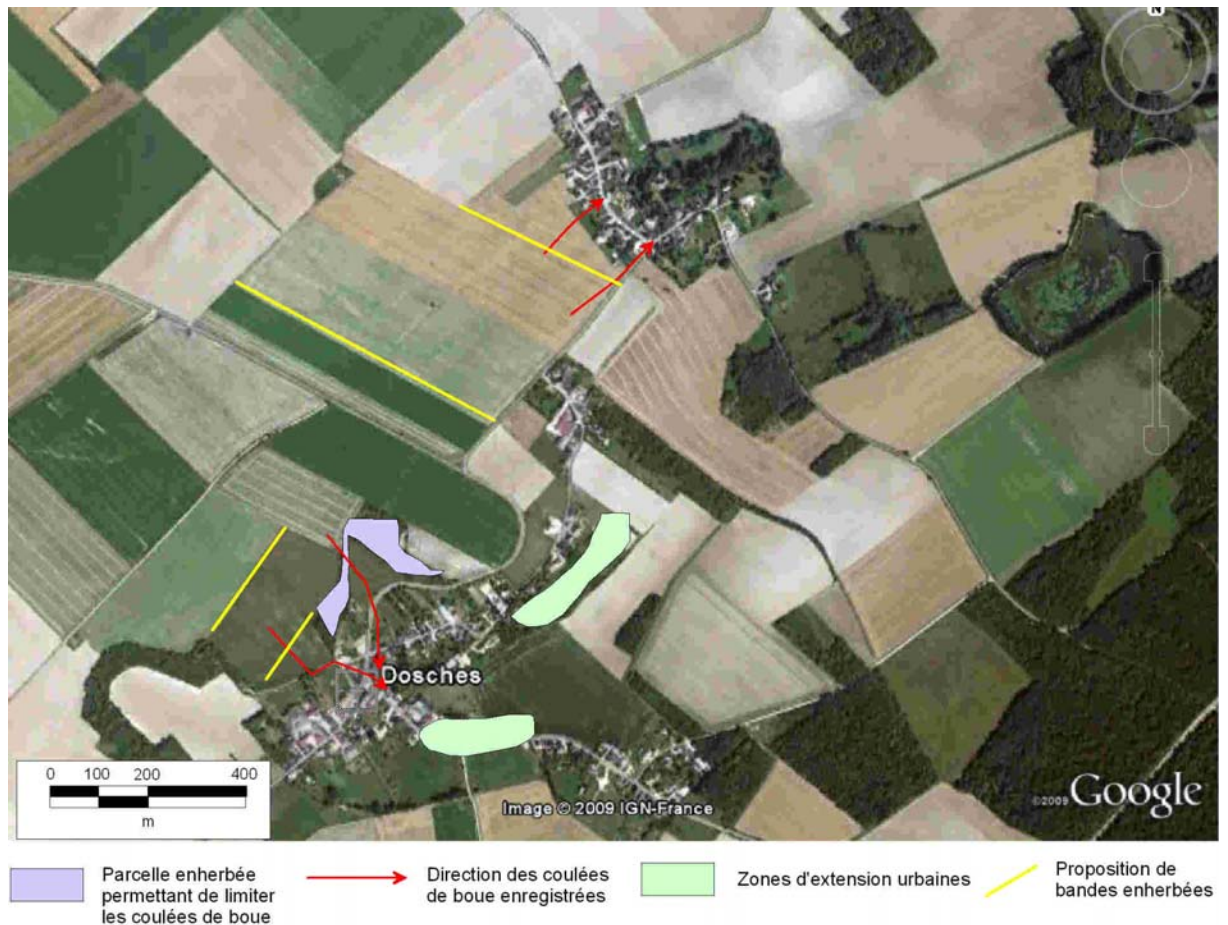 N
Dosches
0 100 200 400
m
Image © 2009 IGN-France
©2009 Google
Parcelle enherbée
permettant de limiter
les coulées de boue
Direction des coulées
de boue enregistrées
Zones d'extension urbaines
Proposition de
bandes enherbées